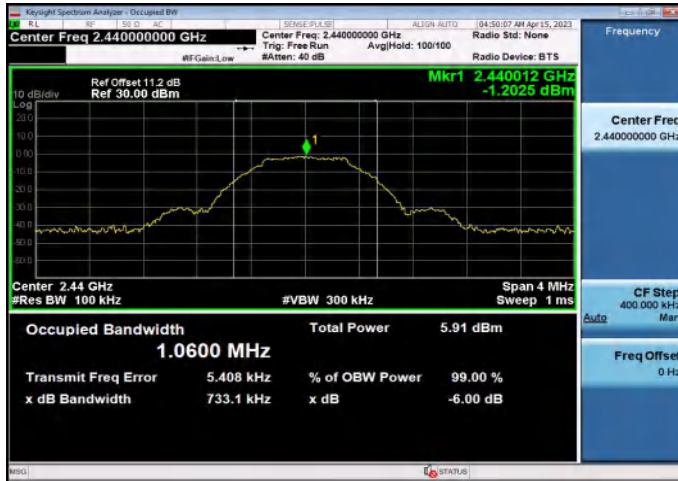 Keysight Spectrum Analyzer - Occupied BW
RL RF 50 Ω AC SENSE:PULSE ALIGN AUTO 04:50:07 AM Apr 15, 2023
Center Freq 2.440000000 GHz
Center Freq: 2.440000000 GHz
Radio Std: None
Trig: Free Run Avg|Hold: 100/100
#IFGain:Low #Atten: 40 dB Radio Device: BTS
Ref Offset 11.2 dB
10 dB/div Ref 30.00 dBm
Mkr1 2.440012 GHz
-1.2025 dBm
Log
20.0
10.0
0.00
-10.0
-20.0
-30.0
-40.0
-50.0
-60.0
1
Center 2.44 GHz Span 4 MHz
#Res BW 100 kHz #VBW 300 kHz Sweep 1 ms
Occupied Bandwidth Total Power 5.91 dBm
1.0600 MHz
Transmit Freq Error 5.408 kHz % of OBW Power 99.00 %
x dB Bandwidth 733.1 kHz x dB -6.00 dB
MSG STATUS
Frequency
Center Freq
2.440000000 GHz
CF Step
400.000 kHz
Auto Man
Freq Offset
0 Hz